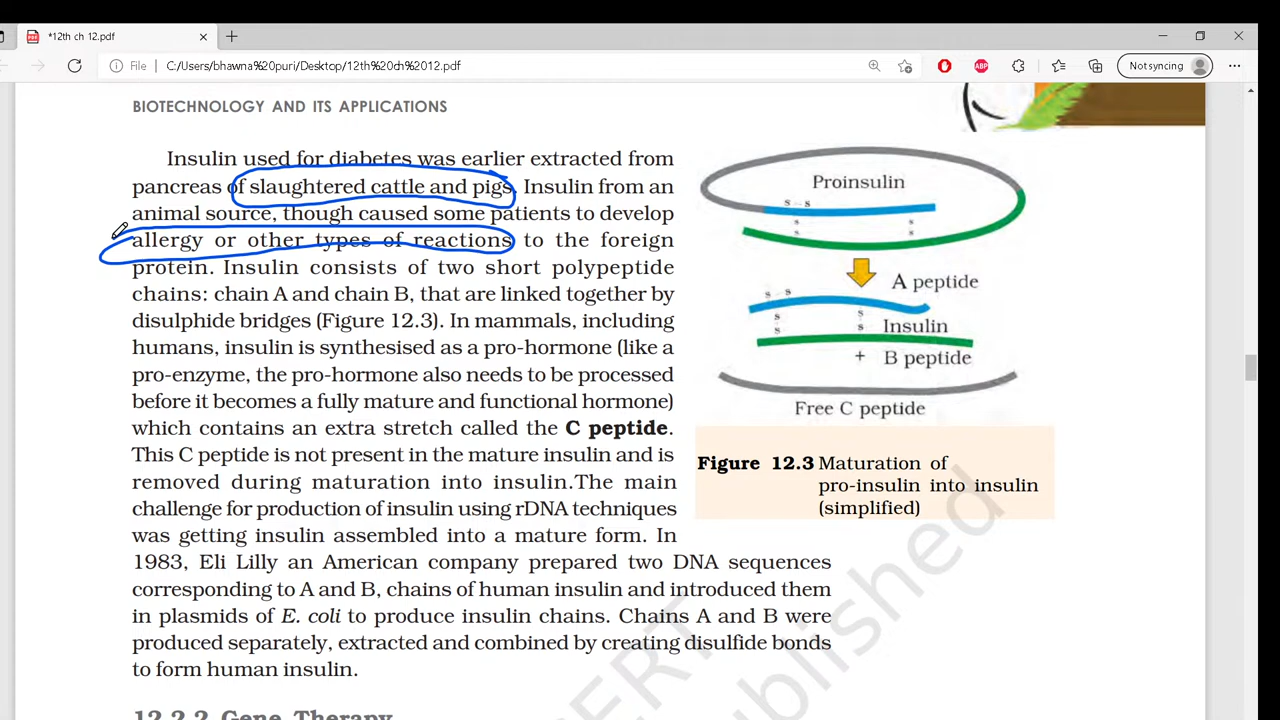 *12th ch 12.pdf
File
C:/Users/bhawna%20puri/Desktop/12th%20ch%2012.pdf
ABP
Not syncing
BIOTECHNOLOGY AND ITS APPLICATIONS
Insulin used for diabetes was earlier extracted from
pancreas of slaughtered cattle and pigs. Insulin from an
animal source, though caused some patients to develop
allergy or other types of reactions to the foreign
protein. Insulin consists of two short polypeptide
chains: chain A and chain B, that are linked together by
disulphide bridges (Figure 12.3). In mammals, including
humans, insulin is synthesised as a pro-hormone (like a
pro-enzyme, the pro-hormone also needs to be processed
before it becomes a fully mature and functional hormone)
which contains an extra stretch called the C peptide.
This C peptide is not present in the mature insulin and is
removed during maturation into insulin.The main
challenge for production of insulin using rDNA techniques
was getting insulin assembled into a mature form. In
1983, Eli Lilly an American company prepared two DNA sequences
corresponding to A and B, chains of human insulin and introduced them
in plasmids of E. coli to produce insulin chains. Chains A and B were
produced separately, extracted and combined by creating disulfide bonds
to form human insulin.
Proinsulin
s – s
s s
s s
A peptide
s – s
s s
s s
Insulin
+ B peptide
Free C peptide
Figure 12.3 Maturation of
pro-insulin into insulin
(simplified)
12.2.2 Gene Therapy